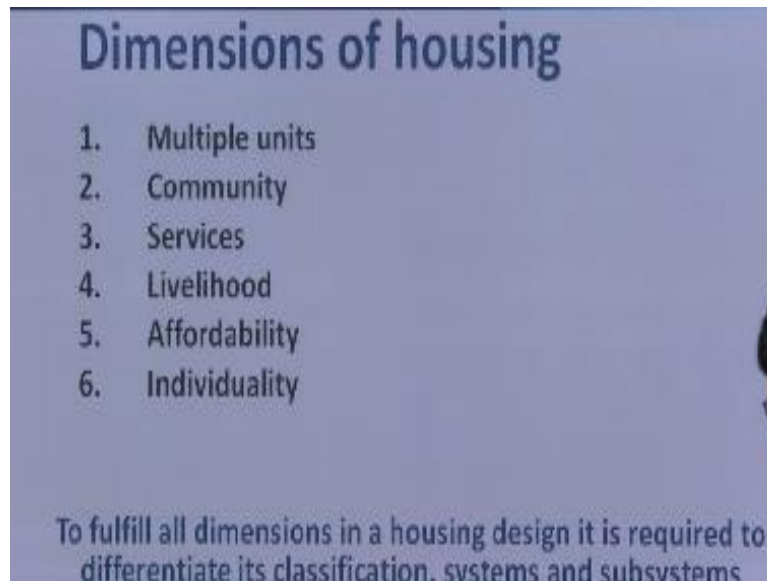 Dimensions of housing
1. Multiple units
2. Community
3. Services
4. Livelihood
5. Affordability
6. Individuality
To fulfill all dimensions in a housing design it is required to
differentiate its classification, systems and subsystems